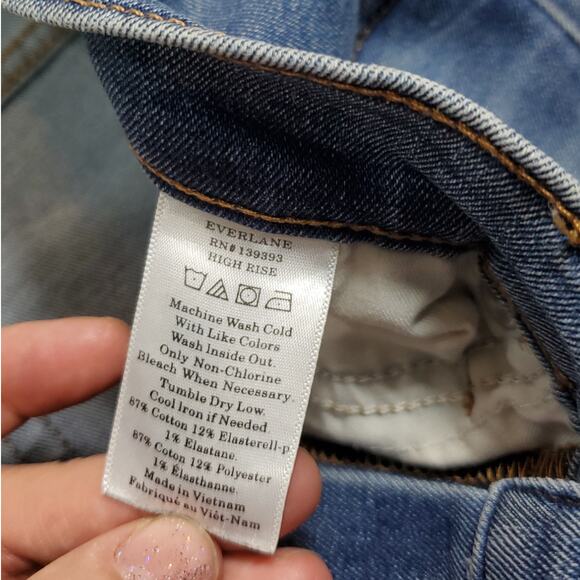 EVERLANE
RN# 139393
HIGH RISE
Machine Wash Cold
With Like Colors
Wash Inside Out.
Only Non-Chlorine
Bleach When Necessary.
Tumble Dry Low.
Cool Iron if Needed.
87% Cotton 12% Elasterell-p
1% Elastane.
87% Coton 12% Polyester
1% Élasthanne.
Made in Vietnam
Fabriqué au Việt-Nam